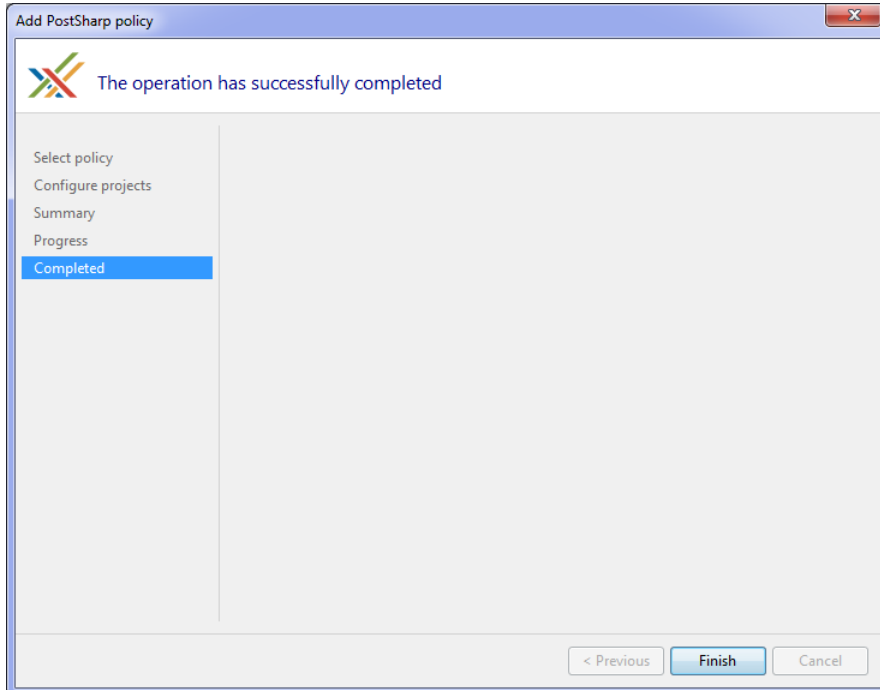 Add PostSharp policy
The operation has successfully completed
Select policy
Configure projects
Summary
Progress
Completed
< Previous Finish Cancel